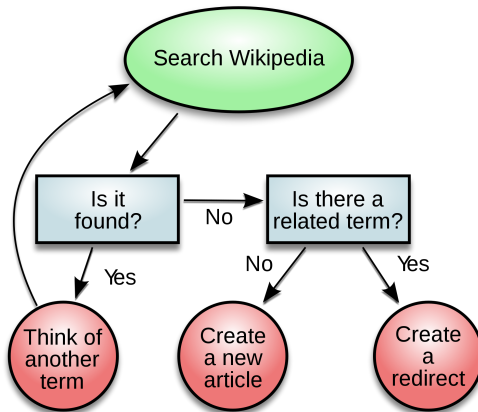 Search Wikipedia
Is it
found?
No
Is there a
related term?
Yes
No
Yes
Think of
another
term
Create
a new
article
Create
a
redirect